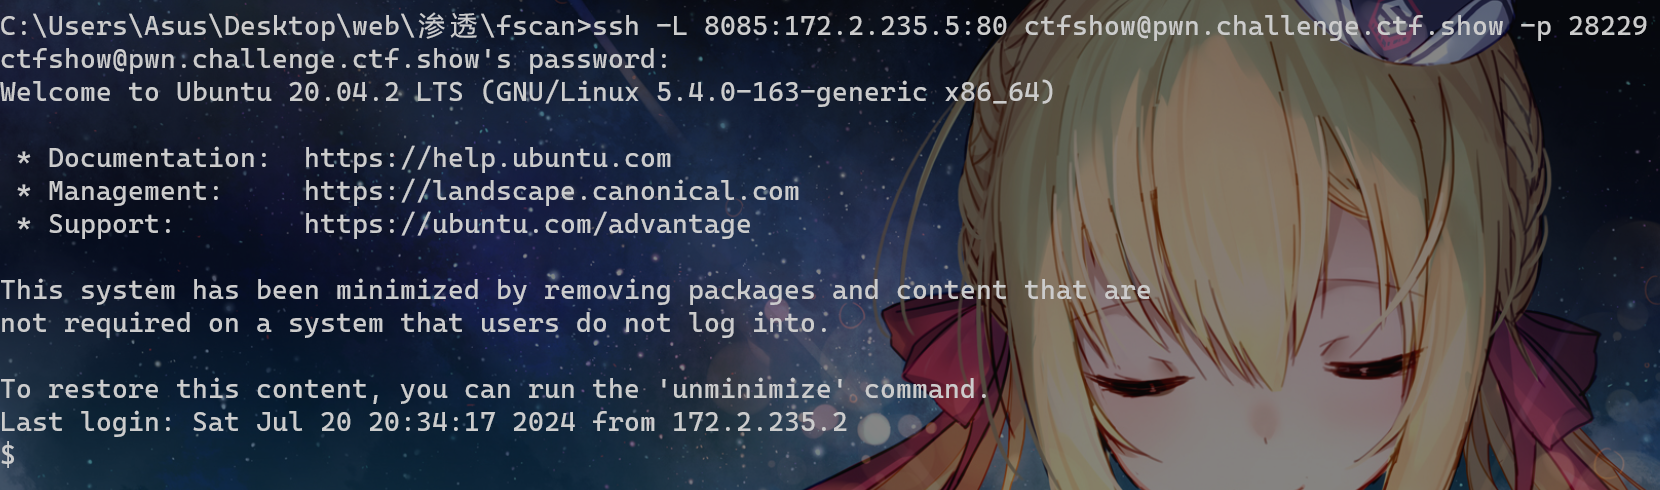 C:\Users\Asus\Desktop\web\渗透\fscan>ssh -L 8085:172.2.235.5:80 ctfshow@pwn.challenge.ctf.show -p 28229
ctfshow@pwn.challenge.ctf.show's password:
Welcome to Ubuntu 20.04.2 LTS (GNU/Linux 5.4.0-163-generic x86_64)
* Documentation:  https://help.ubuntu.com
* Management:     https://landscape.canonical.com
* Support:        https://ubuntu.com/advantage
This system has been minimized by removing packages and content that are
not required on a system that users do not log into.
To restore this content, you can run the 'unminimize' command.
Last login: Sat Jul 20 20:34:17 2024 from 172.2.235.2
$